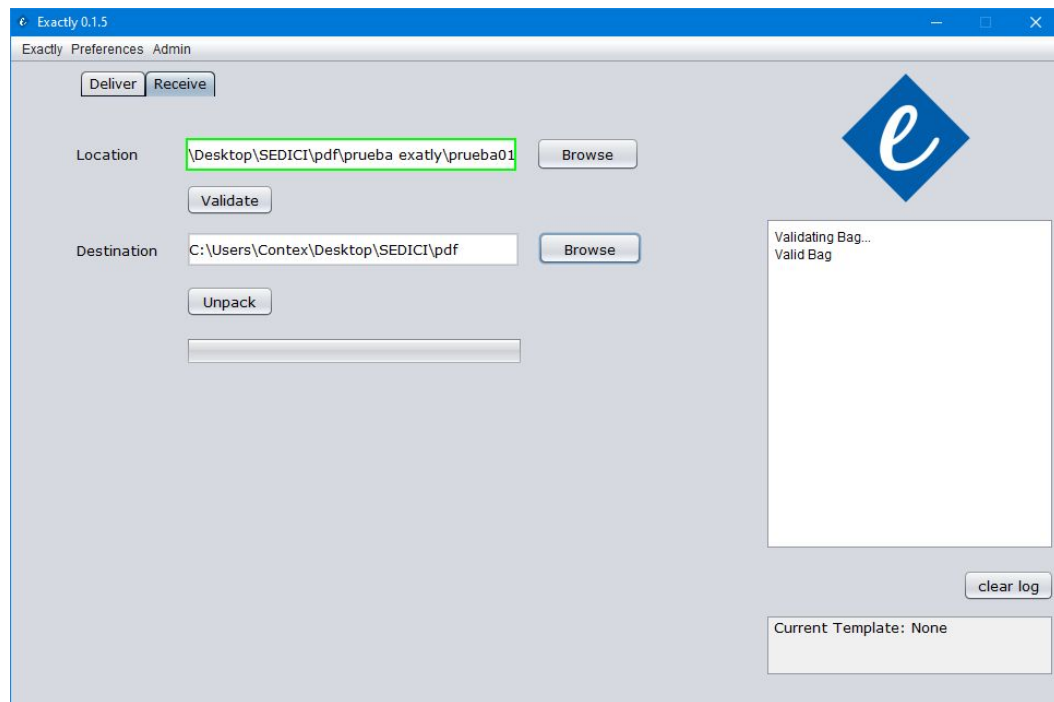 Exactly 0.1.5
Exactly Preferences Admin
Deliver Receive
Location \Desktop\SEDICI\pdf\prueba exatly\prueba01 Browse
Validate
Destination C:\Users\Contex\Desktop\SEDICI\pdf Browse
Unpack
e
Validating Bag...
Valid Bag
clear log
Current Template: None